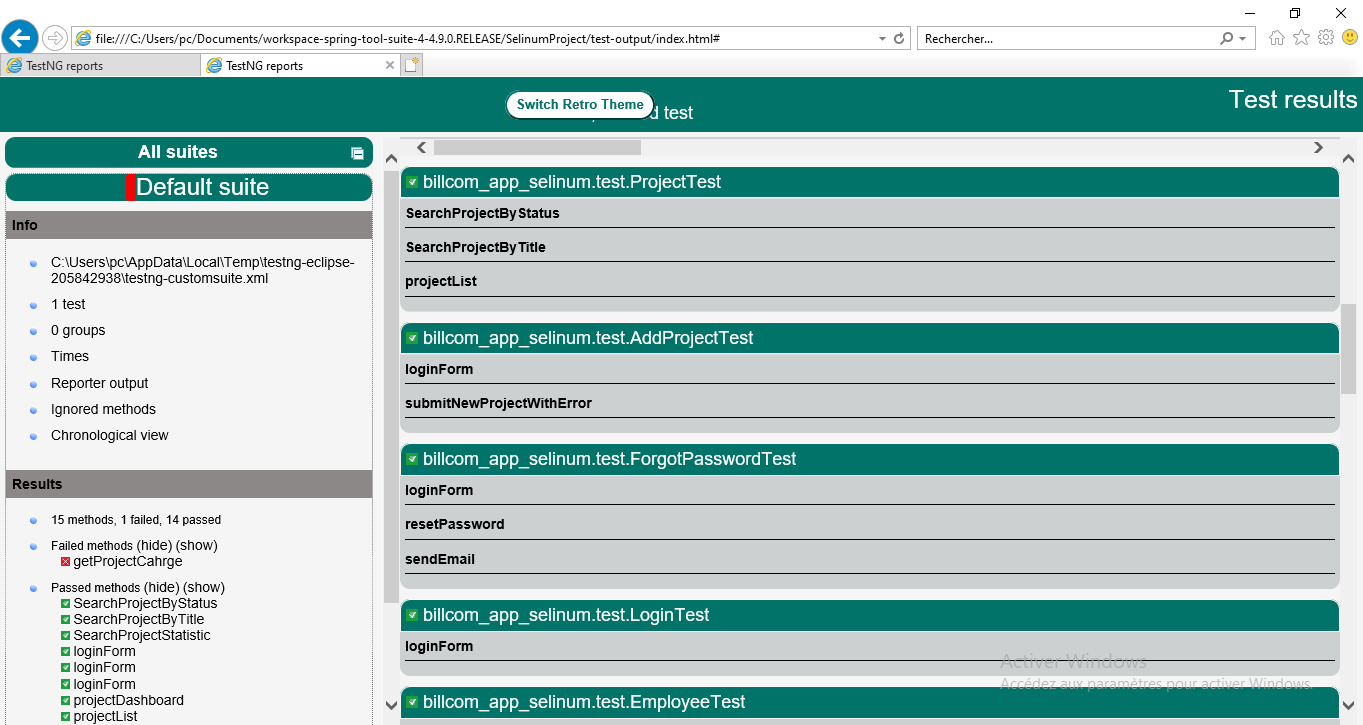 file:///C:/Users/pc/Documents/workspace-spring-tool-suite-4-4.9.0.RELEASE/SelinumProject/test-output/index.html#
Rechercher...
TestNG reports
TestNG reports
Switch Retro Theme
test
Test results
All suites
Default suite
Info
C:\Users\pc\AppData\Local\Temp\testng-eclipse-
205842938\testng-customsuite.xml
1 test
0 groups
Times
Reporter output
Ignored methods
Chronological view
Results
15 methods, 1 failed, 14 passed
Failed methods (hide) (show)
getProjectCahrge
Passed methods (hide) (show)
SearchProjectByStatus
SearchProjectByTitle
SearchProjectStatistic
loginForm
loginForm
loginForm
projectDashboard
projectList
billcom_app_selinum.test.ProjectTest
SearchProjectByStatus
SearchProjectByTitle
projectList
billcom_app_selinum.test.AddProjectTest
loginForm
submitNewProjectWithError
billcom_app_selinum.test.ForgotPasswordTest
loginForm
resetPassword
sendEmail
billcom_app_selinum.test.LoginTest
loginForm
billcom_app_selinum.test.EmployeeTest
Activer Windows
Accédez aux paramètres pour activer Windows.